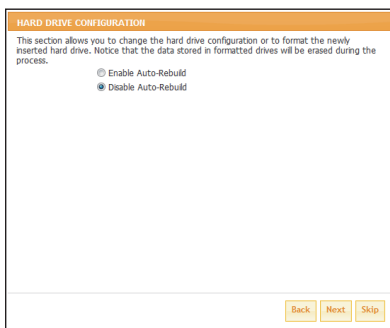 HARD DRIVE CONFIGURATION
This section allows you to change the hard drive configuration or to format the newly
inserted hard drive. Notice that the data stored in formatted drives will be erased during the
process.
Enable Auto-Rebuild
Disable Auto-Rebuild
Back Next Skip